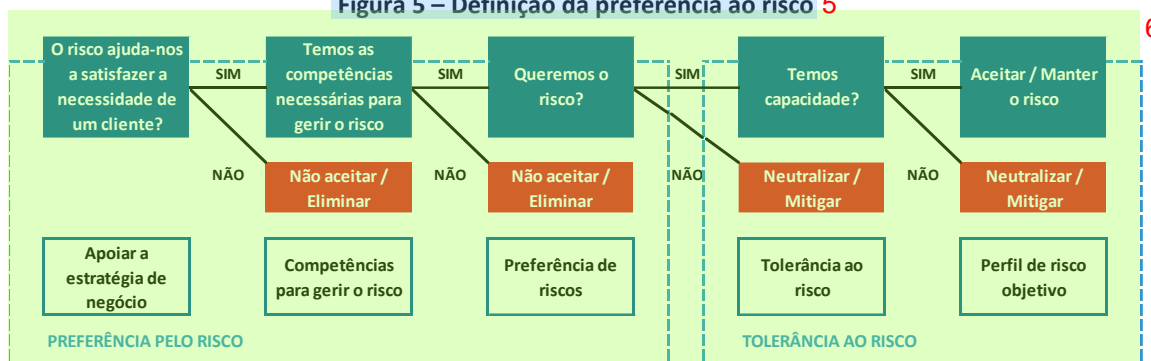 Figura 5 – Definição da preferência ao risco 5
6
O risco ajuda-nos
a satisfazer a
necessidade de
um cliente?
SIM
Temos as
competências
necessárias para
gerir o risco
SIM
Queremos o
risco?
SIM
Temos
capacidade?
SIM
Aceitar / Manter
o risco
NÃO
Não aceitar /
Eliminar
NÃO
Não aceitar /
Eliminar
NÃO
Neutralizar /
Mitigar
NÃO
Neutralizar /
Mitigar
Apoiar a
estratégia de
negócio
Competências
para gerir o risco
Preferência de
riscos
Tolerância ao
risco
Perfil de risco
objetivo
PREFERÊNCIA PELO RISCO
TOLERÂNCIA AO RISCO